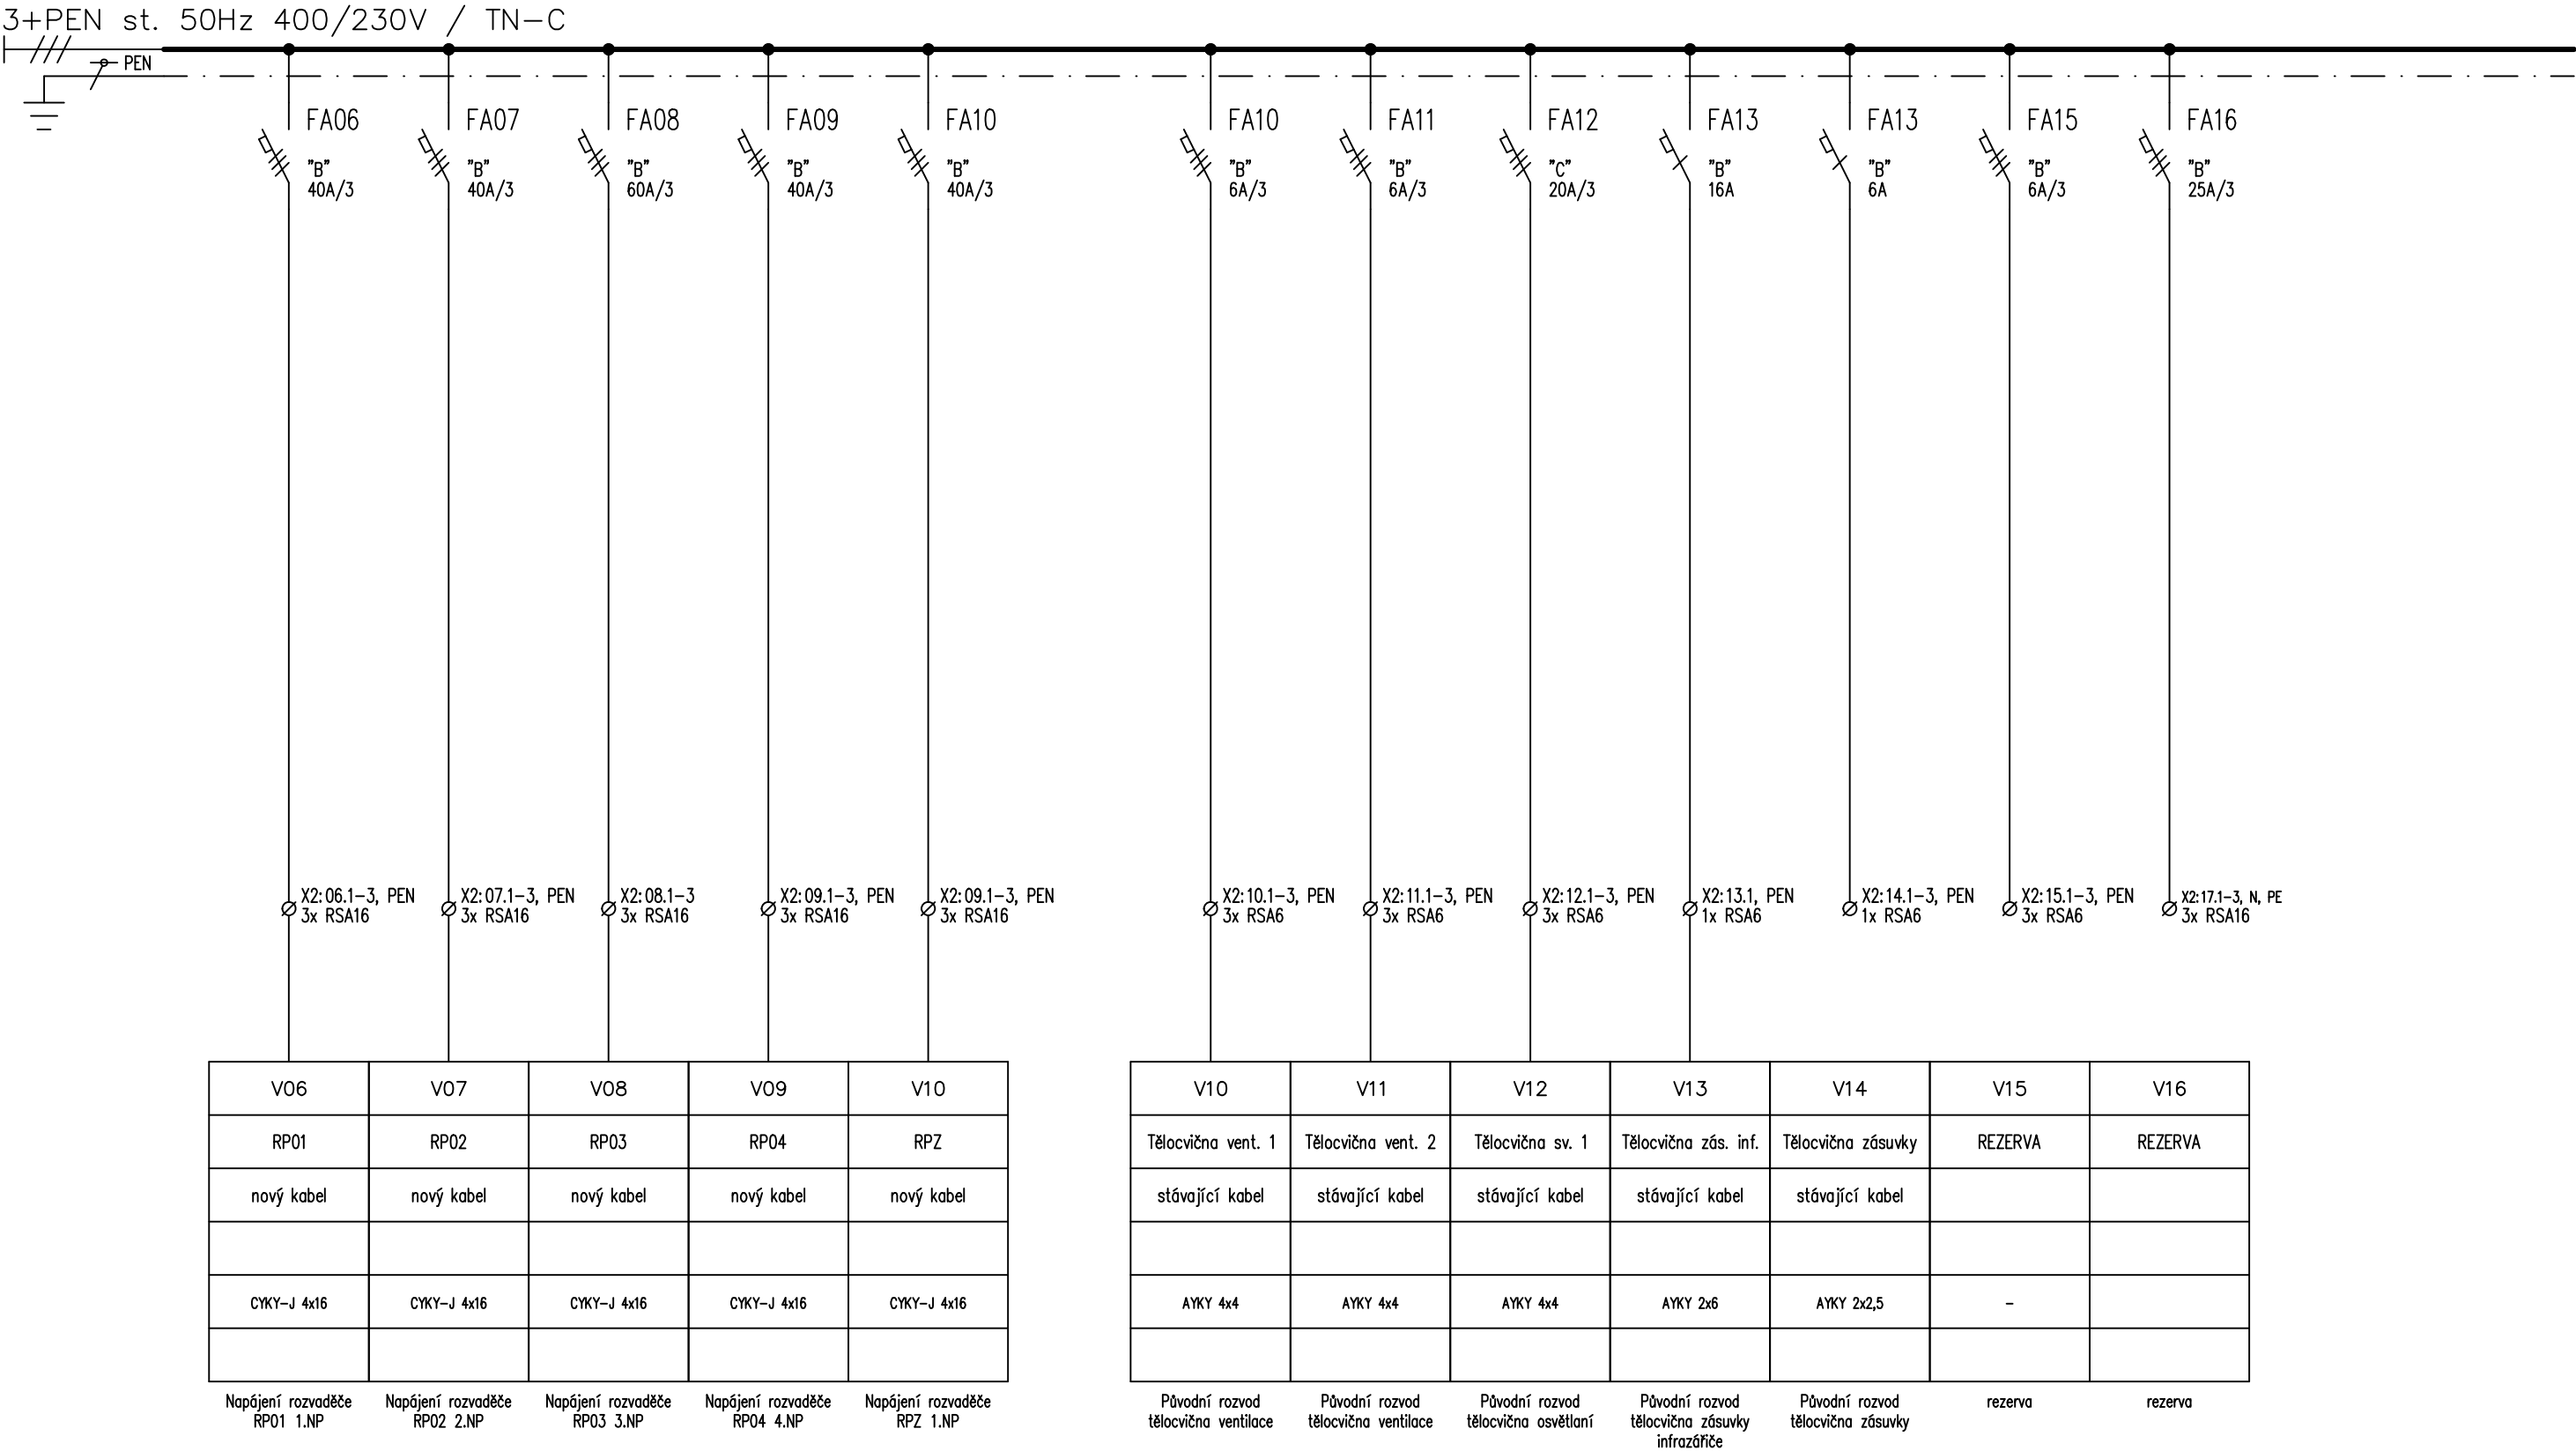 3+PEN st. 50Hz 400/230V / TN-C
PEN
FA06
"B"
40A/3
FA07
"B"
40A/3
FA08
"B"
60A/3
FA09
"B"
40A/3
FA10
"B"
40A/3
FA10
"B"
6A/3
FA11
"B"
6A/3
FA12
"C"
20A/3
FA13
"B"
16A
FA13
"B"
6A
FA15
"B"
6A/3
FA16
"B"
25A/3
X2:06.1-3, PEN
3x RSA16
X2:07.1-3, PEN
3x RSA16
X2:08.1-3
3x RSA16
X2:09.1-3, PEN
3x RSA16
X2:09.1-3, PEN
3x RSA16
X2:10.1-3, PEN
3x RSA6
X2:11.1-3, PEN
3x RSA6
X2:12.1-3, PEN
3x RSA6
X2:13.1, PEN
1x RSA6
X2:14.1-3, PEN
1x RSA6
X2:15.1-3, PEN
3x RSA6
X2:17.1-3, N, PE
3x RSA16
V06 V07 V08 V09 V10 V10 V11 V12 V13 V14 V15 V16
RP01 RP02 RP03 RP04 RPZ Tělocvična vent. 1 Tělocvična vent. 2 Tělocvična sv. 1 Tělocvična zás. inf. Tělocvična zásuvky REZERVA REZERVA
nový kabel nový kabel nový kabel nový kabel nový kabel stávající kabel stávající kabel stávající kabel stávající kabel stávající kabel
CYKY-J 4x16 CYKY-J 4x16 CYKY-J 4x16 CYKY-J 4x16 CYKY-J 4x16 AYKY 4x4 AYKY 4x4 AYKY 4x4 AYKY 2x6 AYKY 2x2,5 -
Napájení rozvaděče
RP01 1.NP
Napájení rozvaděče
RP02 2.NP
Napájení rozvaděče
RP03 3.NP
Napájení rozvaděče
RP04 4.NP
Napájení rozvaděče
RPZ 1.NP
Původní rozvod
tělocvična ventilace
Původní rozvod
tělocvična ventilace
Původní rozvod
tělocvična osvětlaní
Původní rozvod
tělocvična zásuvky
infrazářiče
Původní rozvod
tělocvična zásuvky
rezerva
rezerva